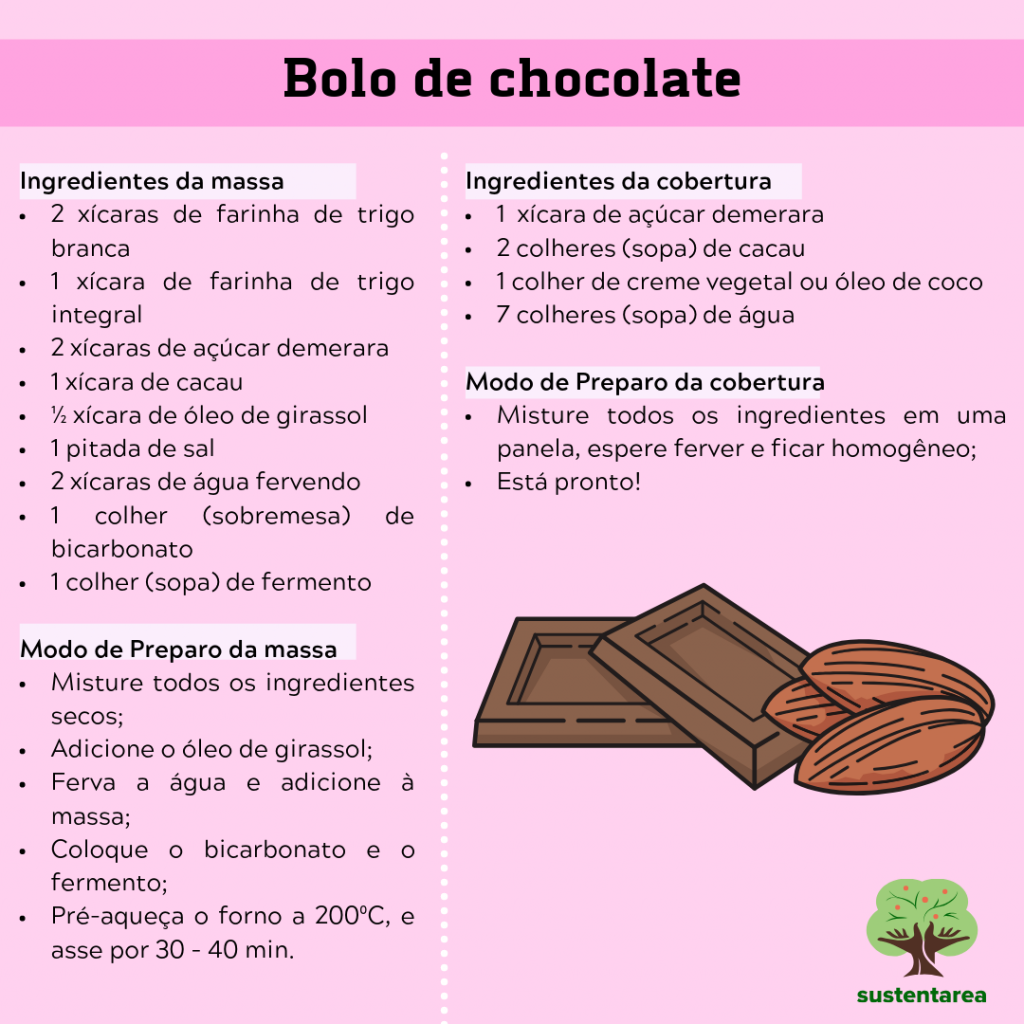 Bolo de chocolate
Ingredientes da massa
• 2 xícaras de farinha de trigo
branca
• 1 xícara de farinha de trigo
integral
• 2 xícaras de açúcar demerara
• 1 xícara de cacau
• ½ xícara de óleo de girassol
• 1 pitada de sal
• 2 xícaras de água fervendo
• 1 colher (sobremesa) de
bicarbonato
• 1 colher (sopa) de fermento
Modo de Preparo da massa
• Misture todos os ingredientes
secos;
• Adicione o óleo de girassol;
• Ferva a água e adicione à
massa;
• Coloque o bicarbonato e o
fermento;
• Pré-aqueça o forno a 200ºC, e
asse por 30 - 40 min.
Ingredientes da cobertura
• 1 xícara de açúcar demerara
• 2 colheres (sopa) de cacau
• 1 colher de creme vegetal ou óleo de coco
• 7 colheres (sopa) de água
Modo de Preparo da cobertura
• Misture todos os ingredientes em uma
panela, espere ferver e ficar homogêneo;
• Está pronto!
sustentarea